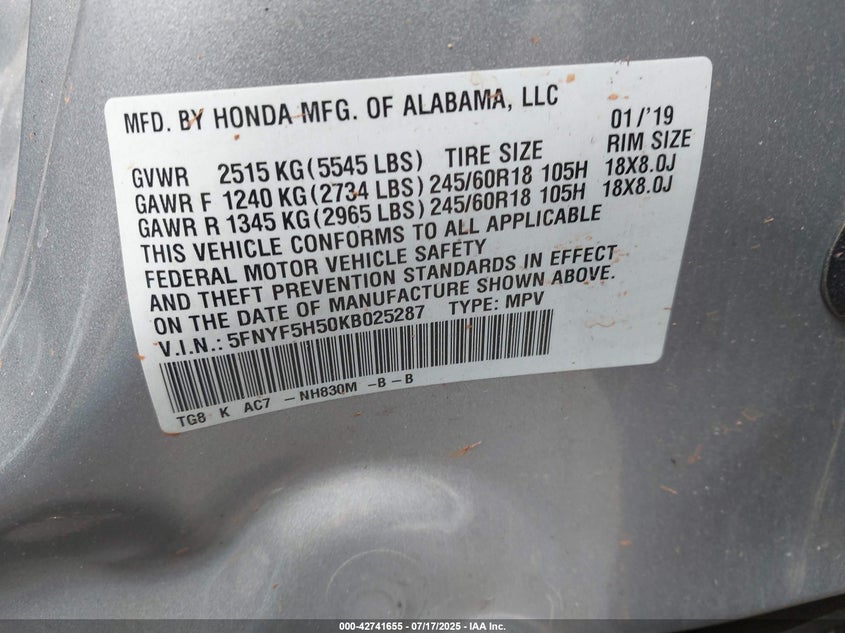 MFD. BY HONDA MFG. OF ALABAMA, LLC 01/'19
GVWR 2515 KG (5545 LBS) TIRE SIZE RIM SIZE
GAWR F 1240 KG (2734 LBS) 245/60R18 105H 18X8.0J
GAWR R 1345 KG (2965 LBS) 245/60R18 105H 18X8.0J
THIS VEHICLE CONFORMS TO ALL APPLICABLE
FEDERAL MOTOR VEHICLE SAFETY
AND THEFT PREVENTION STANDARDS IN EFFECT
ON THE DATE OF MANUFACTURE SHOWN ABOVE.
V.I.N.: 5FNYF5H50KB025287 TYPE: MPV
TG8 K AC7 -NH830M -B-B
000-42741655 - 07/17/2025 - IAA Inc.